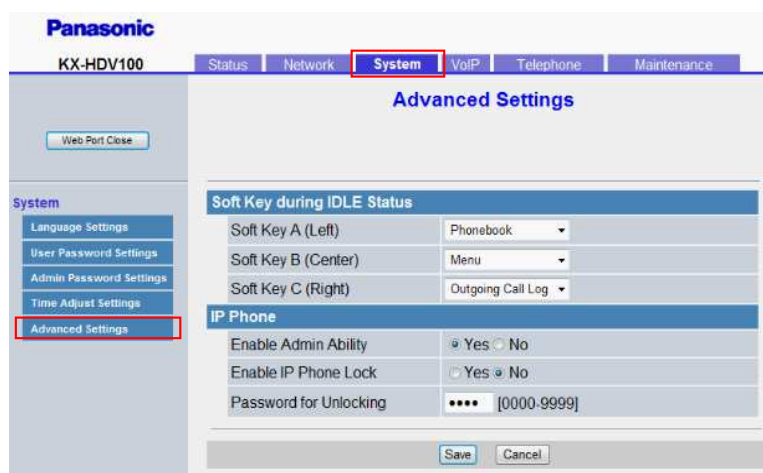 Panasonic
KX-HDV100
Status Network System VoIP Telephone Maintenance
Web Port Close
Advanced Settings
System
Language Settings
User Password Settings
Admin Password Settings
Time Adjust Settings
Advanced Settings
Soft Key during IDLE Status
Soft Key A (Left) Phonebook
Soft Key B (Center) Menu
Soft Key C (Right) Outgoing Call Log
IP Phone
Enable Admin Ability Yes No
Enable IP Phone Lock Yes No
Password for Unlocking •••• [0000-9999]
Save Cancel